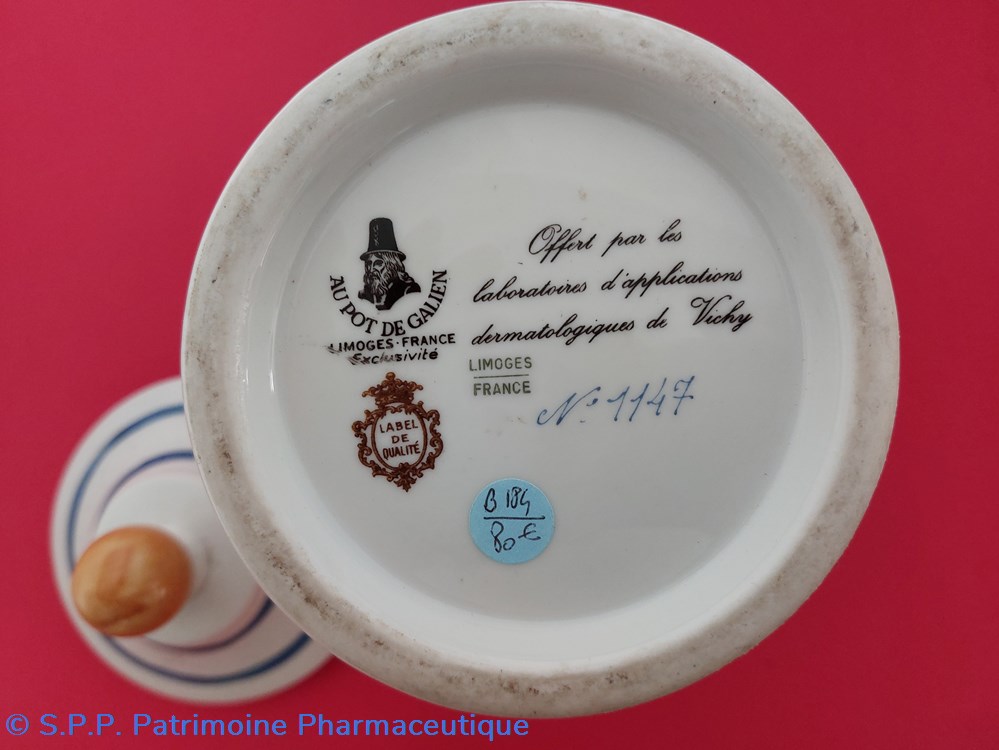 AU POT DE GALIEN
LIMOGES·FRANCE
Exclusivité
LABEL
DE
QUALITÉ
Offert par les
laboratoires d'applications
dermatologiques de Vichy
LIMOGES
FRANCE
N° 1147
B 184
80 €
© S.P.P. Patrimoine Pharmaceutique